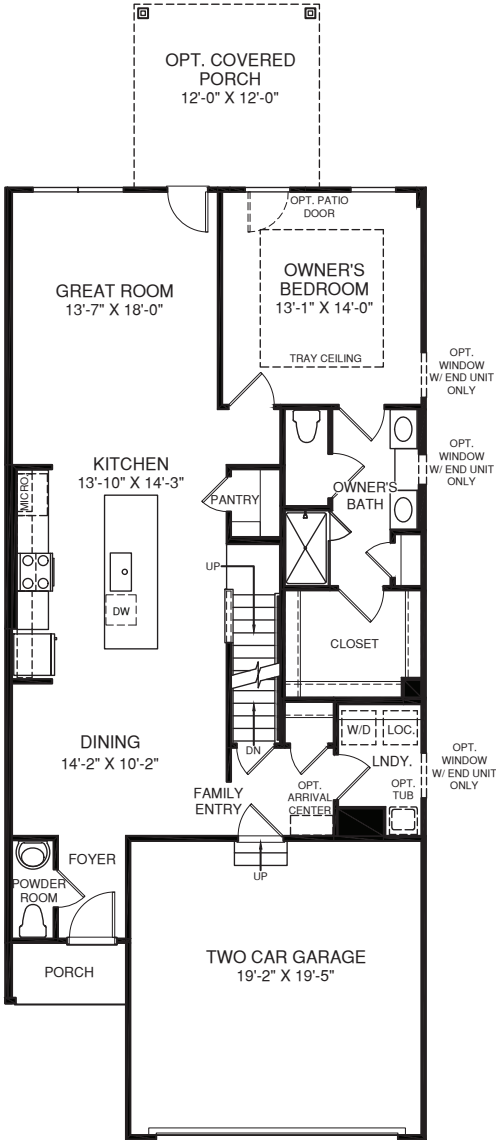 OPT. COVERED
PORCH
12'-0" X 12'-0"
OPT. PATIO
DOOR
GREAT ROOM
13'-7" X 18'-0"
OWNER'S
BEDROOM
13'-1" X 14'-0"
TRAY CEILING
OPT.
WINDOW
W/ END UNIT
ONLY
OPT.
WINDOW
W/ END UNIT
ONLY
KITCHEN
13'-10" X 14'-3"
MICRO
PANTRY
OWNER'S
BATH
UP
DW
CLOSET
W/D
LOC.
DINING
14'-2" X 10'-2"
DN
LNDY.
OPT.
TUB
OPT.
WINDOW
W/ END UNIT
ONLY
FAMILY
ENTRY
OPT.
ARRIVAL
CENTER
FOYER
POWDER
ROOM
UP
PORCH
TWO CAR GARAGE
19'-2" X 19'-5"